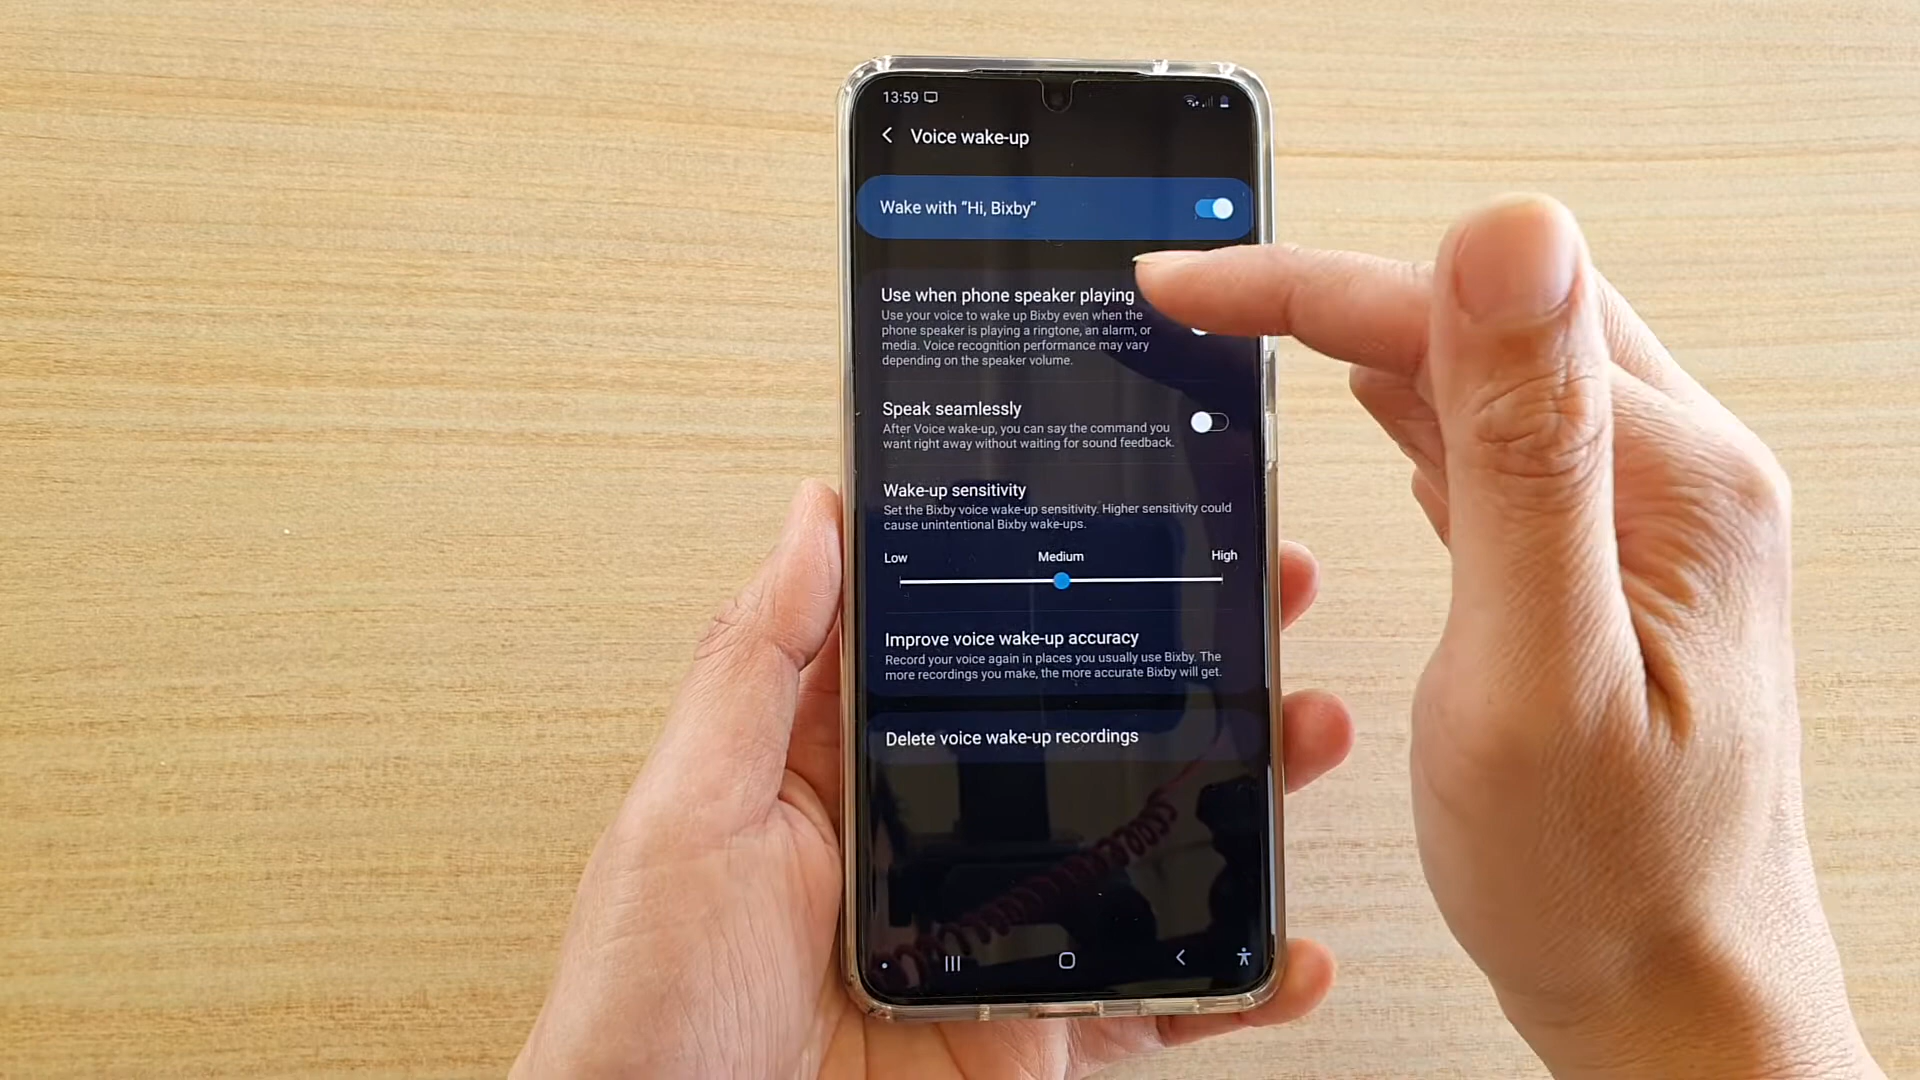 13:59
Voice wake-up
Wake with “Hi, Bixby”
Use when phone speaker playing
Use your voice to wake up Bixby even when the
phone speaker is playing a ringtone, an alarm, or
media. Voice recognition performance may vary
depending on the speaker volume.
Speak seamlessly
After Voice wake-up, you can say the command you
want right away without waiting for sound feedback.
Wake-up sensitivity
Set the Bixby voice wake-up sensitivity. Higher sensitivity could
cause unintentional Bixby wake-ups.
Low Medium High
Improve voice wake-up accuracy
Record your voice again in places you usually use Bixby. The
more recordings you make, the more accurate Bixby will get.
Delete voice wake-up recordings